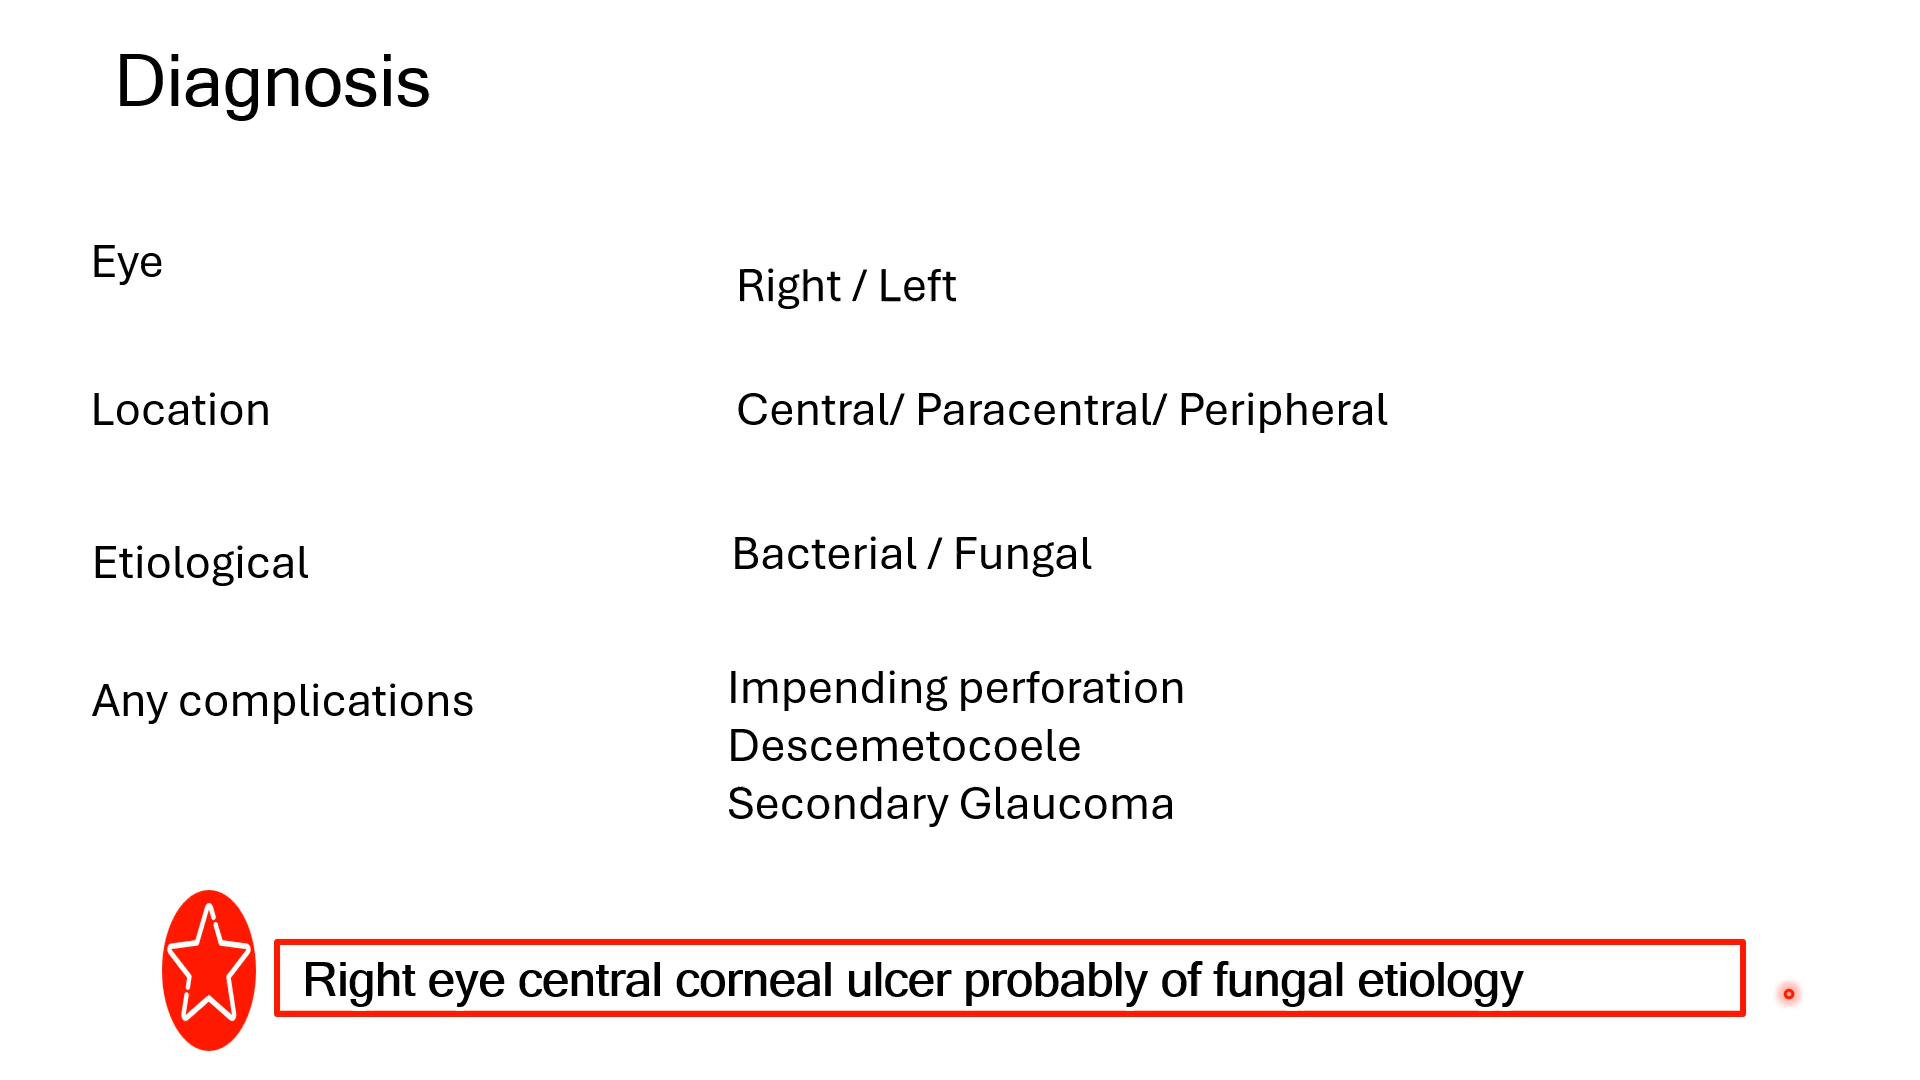 Diagnosis
Eye
Right / Left
Location
Central/ Paracentral/ Peripheral
Etiological
Bacterial / Fungal
Any complications
Impending perforation
Descemetocoele
Secondary Glaucoma
Right eye central corneal ulcer probably of fungal etiology